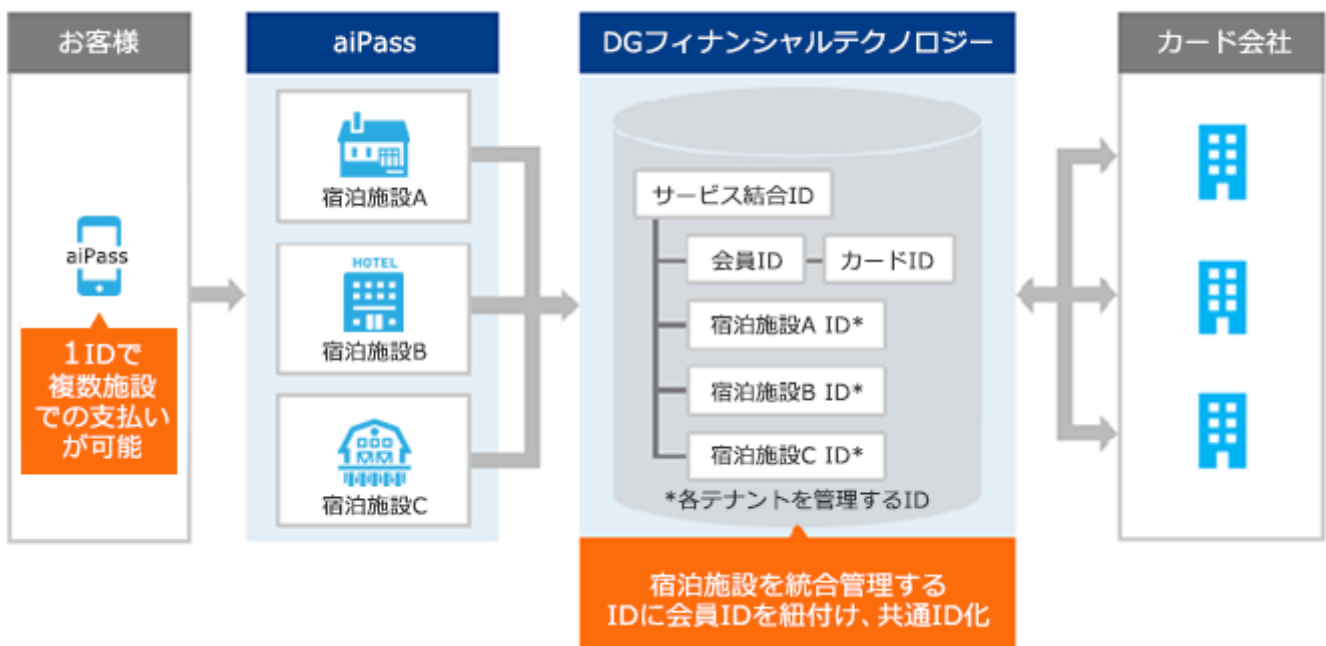 お客様
aiPass
DGフィナンシャルテクノロジー
カード会社
aiPass
1IDで
複数施設
での支払い
が可能
宿泊施設A
HOTEL
宿泊施設B
宿泊施設C
サービス結合ID
会員ID
カードID
宿泊施設A ID*
宿泊施設B ID*
宿泊施設C ID*
*各テナントを管理するID
宿泊施設を統合管理する
IDに会員IDを紐付け、共通ID化